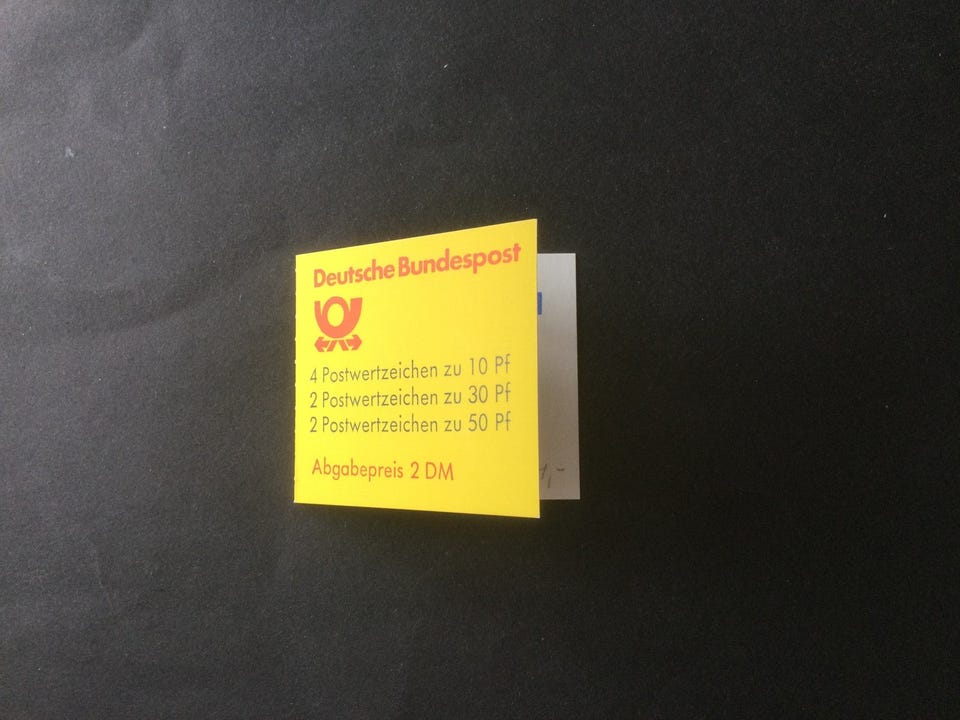 Deutsche Bundespost
4 Postwertzeichen zu 10 Pf
2 Postwertzeichen zu 30 Pf
2 Postwertzeichen zu 50 Pf
Abgabepreis 2 DM